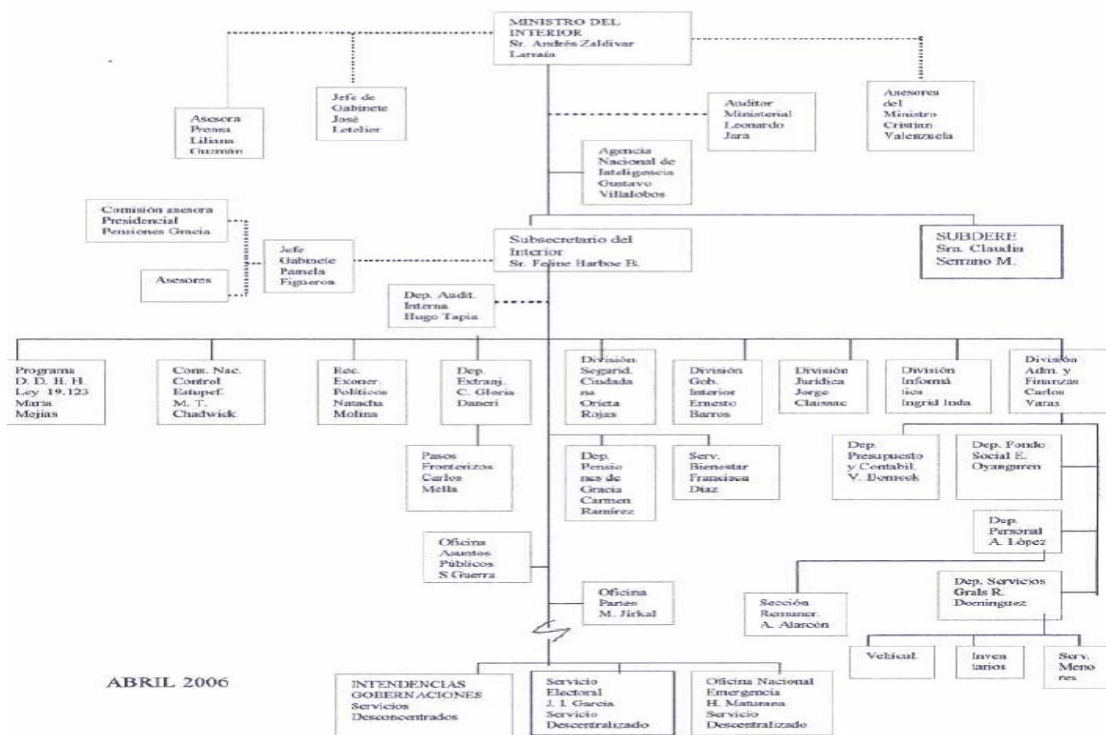 MINISTRO DEL
INTERIOR
Sr. Andrés Zaldivar
Larraín
Asesora
Prensa
Liliana
Guzmán
Jefe de
Gabinete
José
Letelier
Auditor
Ministerial
Leonardo
Jara
Asesores
del
Ministro
Cristian
Valenzuela
Agencia
Nacional de
Inteligencia
Gustavo
Villalobos
Comisión asesora
Presidencial
Pensiones Gracia
Asesores
Jefe
Gabinete
Pamela
Figueroa
Subsecretario del
Interior
Sr. Felipe Harboe B.
SUBDERE
Sra. Claudia
Serrano M.
Dep. Audit.
Interna
Hugo Tapia
Programa
D. D. H. H.
Ley 19.123
María
Mejías
Cons. Nac.
Control
Estupef.
M. T.
Chadwick
Rec.
Exoner.
Políticos
Natacha
Molina
Dep.
Extranj.
C. Gloria
Daneri
División
Segurid.
Ciudada
na
Orieta
Rojas
División
Gob.
Interior
Ernesto
Barros
División
Jurídica
Jorge
Claissac
División
Informá
tica
Ingrid Inda
División
Adm. y
Finanzas
Carlos
Varas
Pasos
Fronterizos
Carlos
Mella
Dep.
Pensio
nes de
Gracia
Carmen
Ramírez
Serv.
Bienestar
Francisca
Díaz
Dep.
Presupuesto
y Contabil.
V. Domeck
Dep. Fondo
Social E.
Oyanguren
Oficina
Asuntos
Públicos
S Guerra
Dep.
Personal
A. López
Oficina
Partes
M. Jirkal
Sección
Remuner.
A. Alarcón
Dep. Servicios
Grals R.
Domínguez
Vehicul.
Inven
tarios
Serv.
Meno
res
ABRIL 2006
INTENDENCIAS
GOBERNACIONES
Servicios
Desconcentrados
Servicio
Electoral
J. I. García
Servicio
Descentralizado
Oficina Nacional
Emergencia
H. Maturana
Servicio
Descentralizado